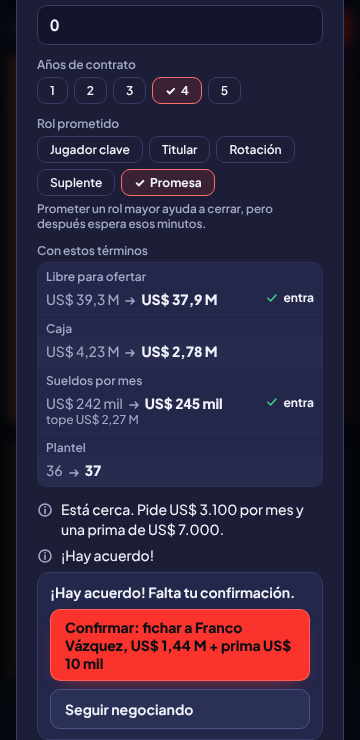 0
Años de contrato
1 2 3 ✓ 4 5
Rol prometido
Jugador clave Titular Rotación
Suplente ✓ Promesa
Prometer un rol mayor ayuda a cerrar, pero
después espera esos minutos.
Con estos términos
Libre para ofertar
US$ 39,3 M → US$ 37,9 M ✓ entra
Caja
US$ 4,23 M → US$ 2,78 M
Sueldos por mes
US$ 242 mil → US$ 245 mil ✓ entra
tope US$ 2,27 M
Plantel
36 → 37
Está cerca. Pide US$ 3.100 por mes y
una prima de US$ 7.000.
¡Hay acuerdo!
¡Hay acuerdo! Falta tu confirmación.
Confirmar: fichar a Franco
Vázquez, US$ 1,44 M + prima US$
10 mil
Seguir negociando